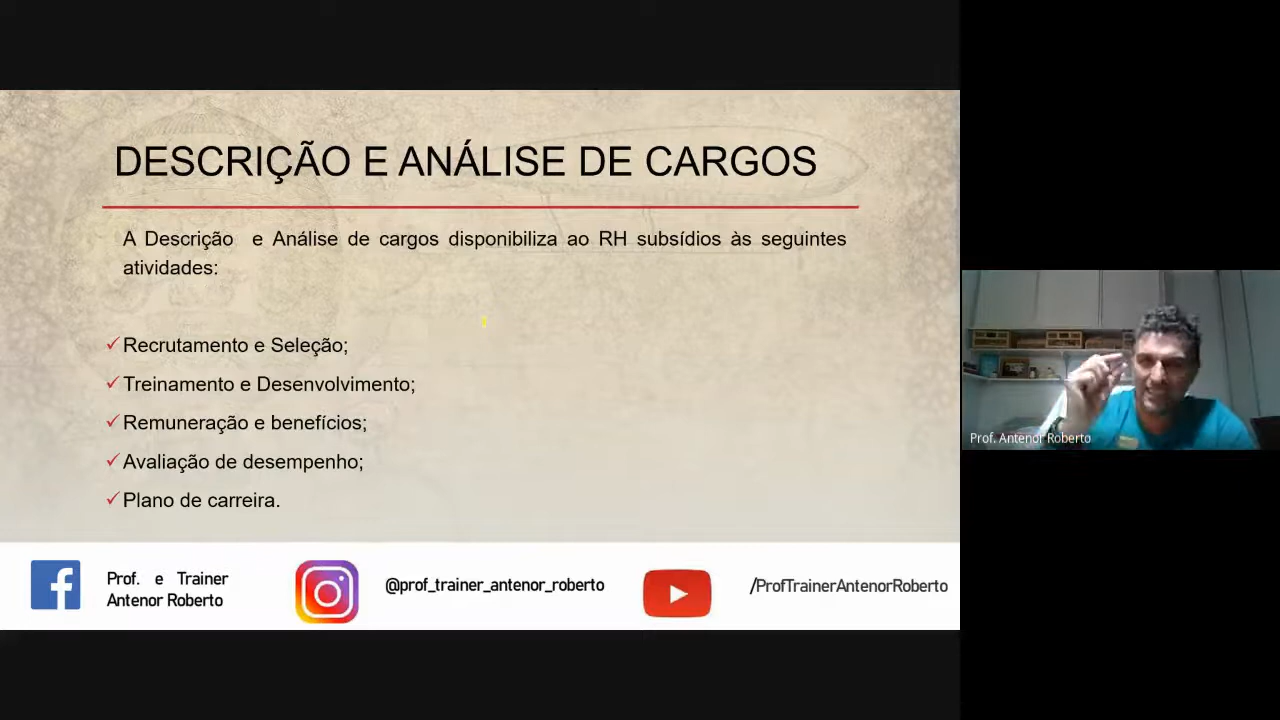 DESCRIÇÃO E ANÁLISE DE CARGOS
A Descrição e Análise de cargos disponibiliza ao RH subsídios às seguintes
atividades:
Recrutamento e Seleção;
Treinamento e Desenvolvimento;
Remuneração e benefícios;
Avaliação de desempenho;
Plano de carreira.
Prof. e Trainer
Antenor Roberto
@prof_trainer_antenor_roberto
/ProfTrainerAntenorRoberto
Prof. Antenor Roberto